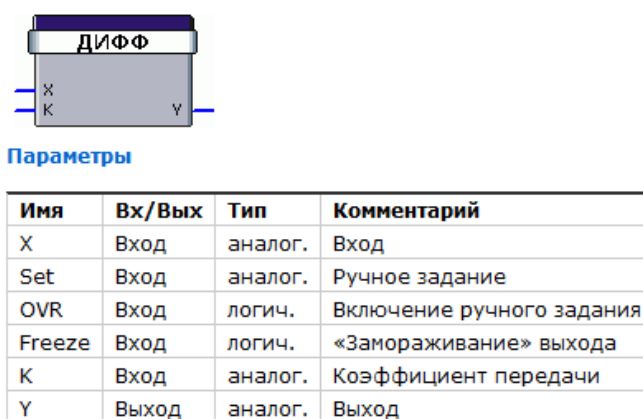 ДИФФ
X
K Y
Параметры
Имя Вх/Вых Тип Комментарий
X Вход аналог. Вход
Set Вход аналог. Ручное задание
OVR Вход логич. Включение ручного задания
Freeze Вход логич. «Замораживание» выхода
K Вход аналог. Коэффициент передачи
Y Выход аналог. Выход